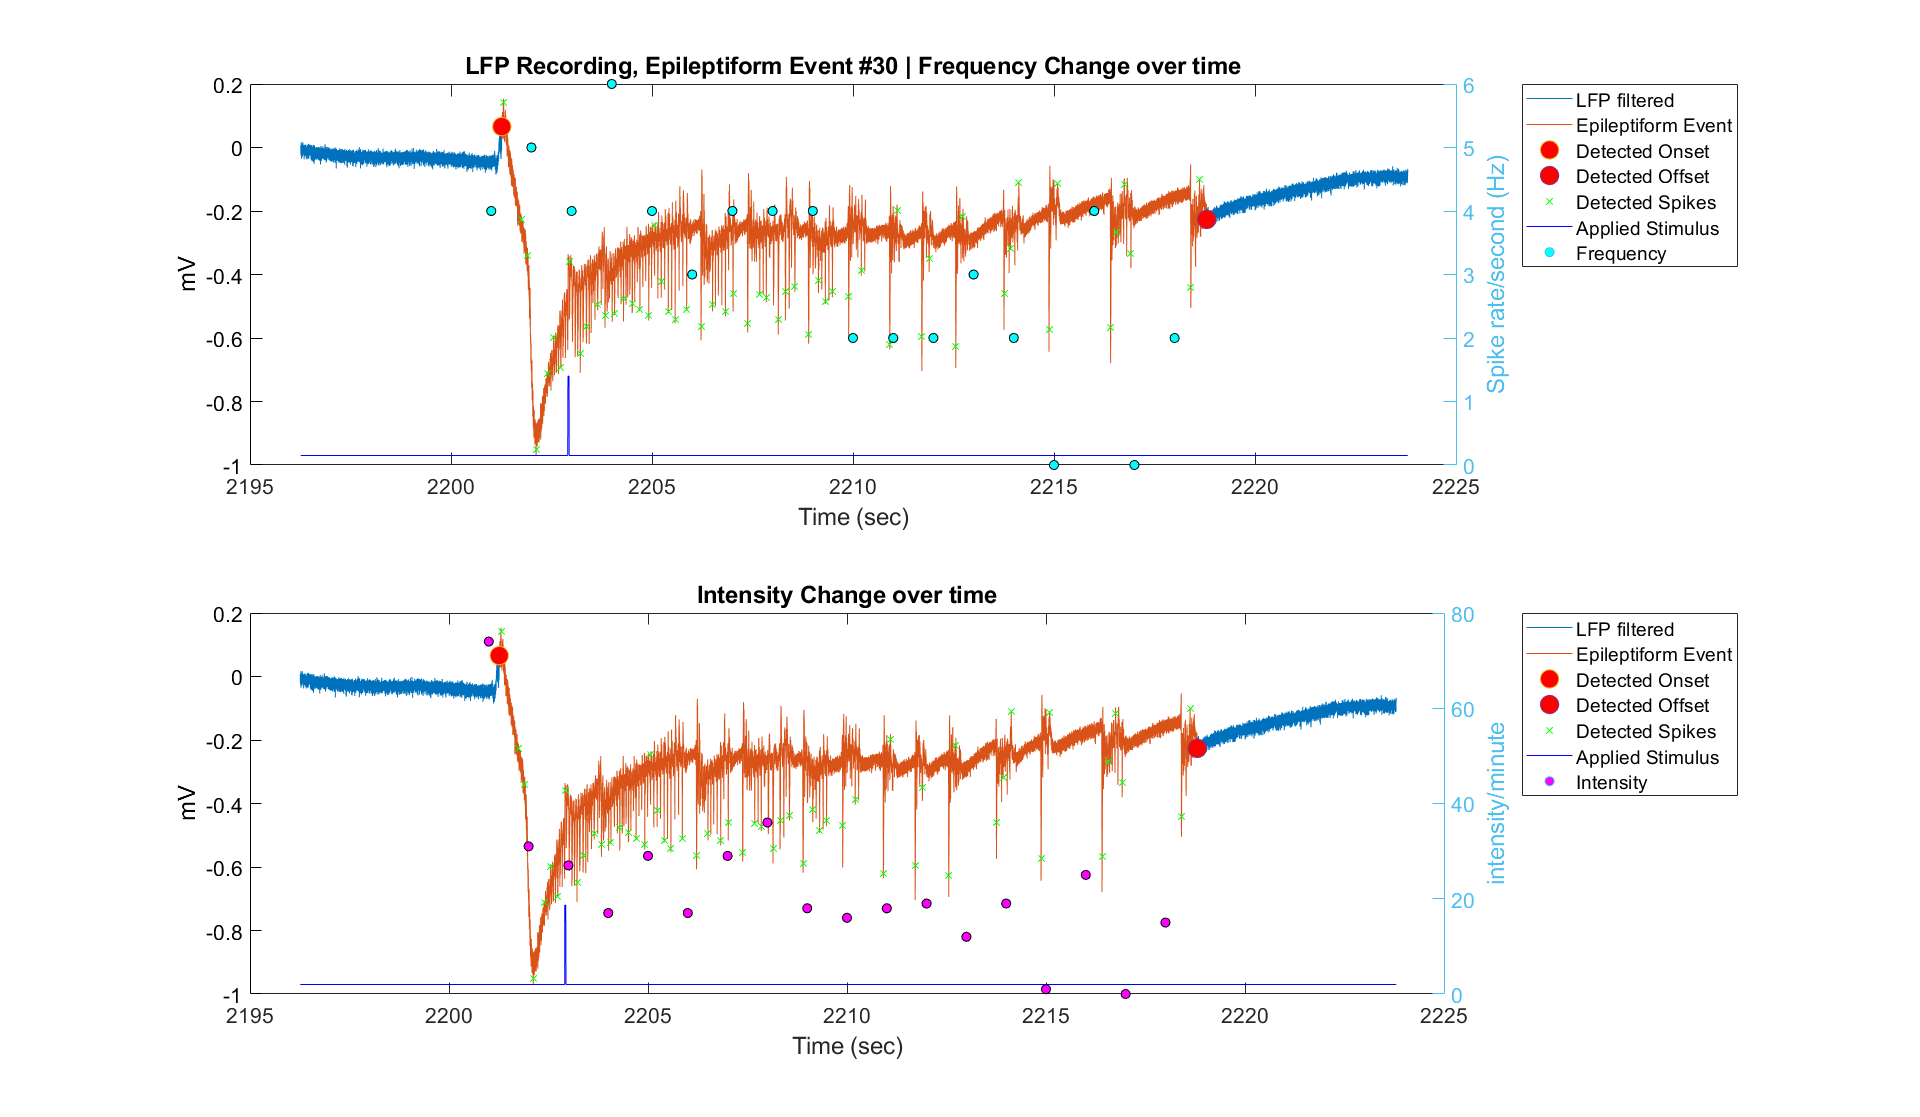 LFP Recording, Epileptiform Event #30 | Frequency Change over time
0.2
0
-0.2
-0.4
-0.6
-0.8
-1
mV
2195
2200
2205
2210
2215
2220
2225
Time (sec)
6
5
4
3
2
1
0
Spike rate/second (Hz)
LFP filtered
Epileptiform Event
Detected Onset
Detected Offset
Detected Spikes
Applied Stimulus
Frequency
Intensity Change over time
0.2
0
-0.2
-0.4
-0.6
-0.8
-1
mV
2195
2200
2205
2210
2215
2220
2225
Time (sec)
80
60
40
20
0
intensity/minute
LFP filtered
Epileptiform Event
Detected Onset
Detected Offset
Detected Spikes
Applied Stimulus
Intensity